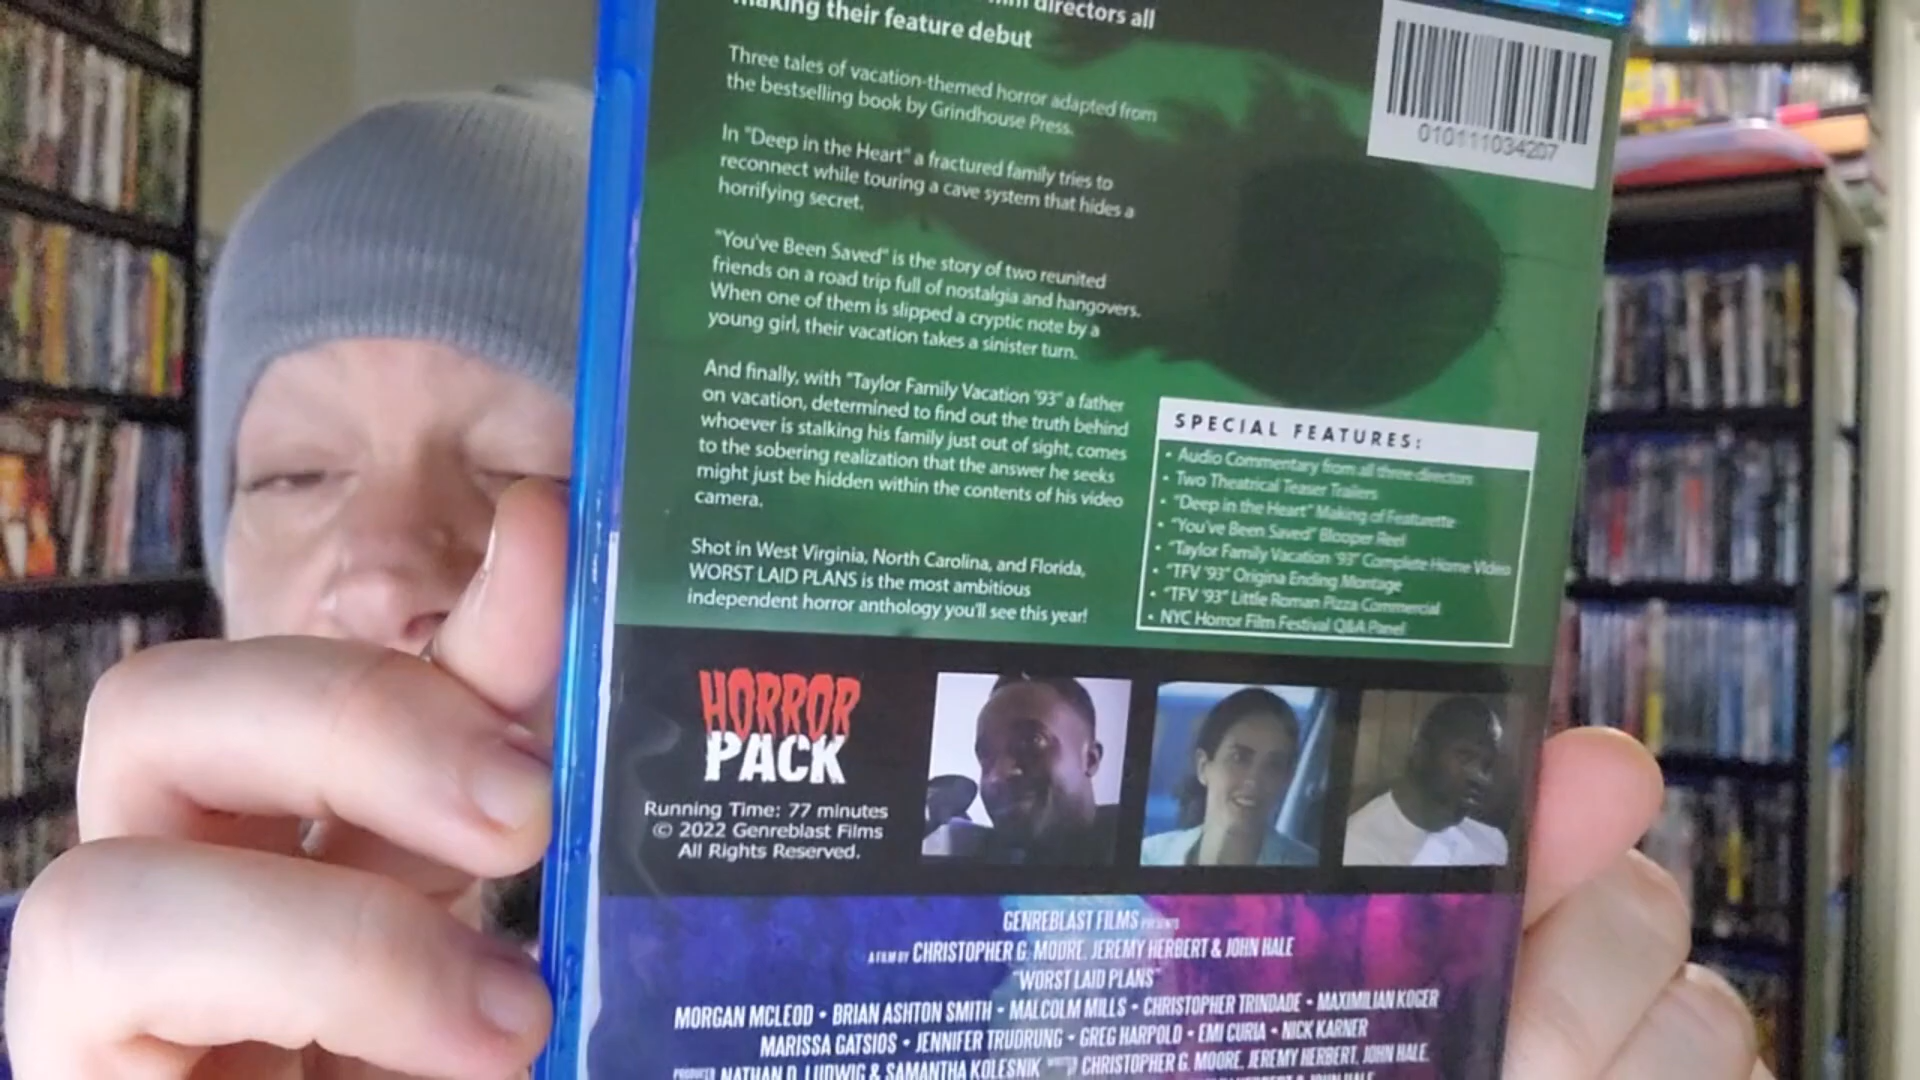 directors all
making their feature debut
Three tales of vacation-themed horror adapted from
the bestselling book by Grindhouse Press.
In "Deep in the Heart" a fractured family tries to
reconnect while touring a cave system that hides a
horrifying secret.
"You've Been Saved" is the story of two reunited
friends on a road trip full of nostalgia and hangovers.
When one of them is slipped a cryptic note by a
young girl, their vacation takes a sinister turn.
And finally, with "Taylor Family Vacation '93" a father
on vacation, determined to find out the truth behind
whoever is stalking his family just out of sight, comes
to the sobering realization that the answer he seeks
might just be hidden within the contents of his video
camera.
Shot in West Virginia, North Carolina, and Florida,
WORST LAID PLANS is the most ambitious
independent horror anthology you'll see this year!
010111034207
SPECIAL FEATURES:
• Audio Commentary from all three directors
• Two Theatrical Teaser Trailers
• "Deep in the Heart" Making of Featurette
• "You've Been Saved" Blooper Reel
• "Taylor Family Vacation '93" Complete Home Video
• "TFV '93" Origina Ending Montage
• "TFV '93" Little Roman Pizza Commercial
• NYC Horror Film Festival Q&A Panel
HORROR
PACK
Running Time: 77 minutes
© 2022 Genreblast Films
All Rights Reserved.
GENREBLAST FILMS PRESENTS
A FILM BY CHRISTOPHER G. MOORE, JEREMY HERBERT & JOHN HALE
"WORST LAID PLANS"
MORGAN MCLEOD • BRIAN ASHTON SMITH • MALCOLM MILLS • CHRISTOPHER TRINDADE • MAXIMILIAN KOGER
MARISSA GATSIOS • JENNIFER TRUDRUNG • GREG HARPOLD • EMI CURIA • NICK KARNER
PRODUCER NATHAN D. LUDWIG & SAMANTHA KOLESNIK CHRISTOPHER G. MOORE, JEREMY HERBERT, JOHN HALE